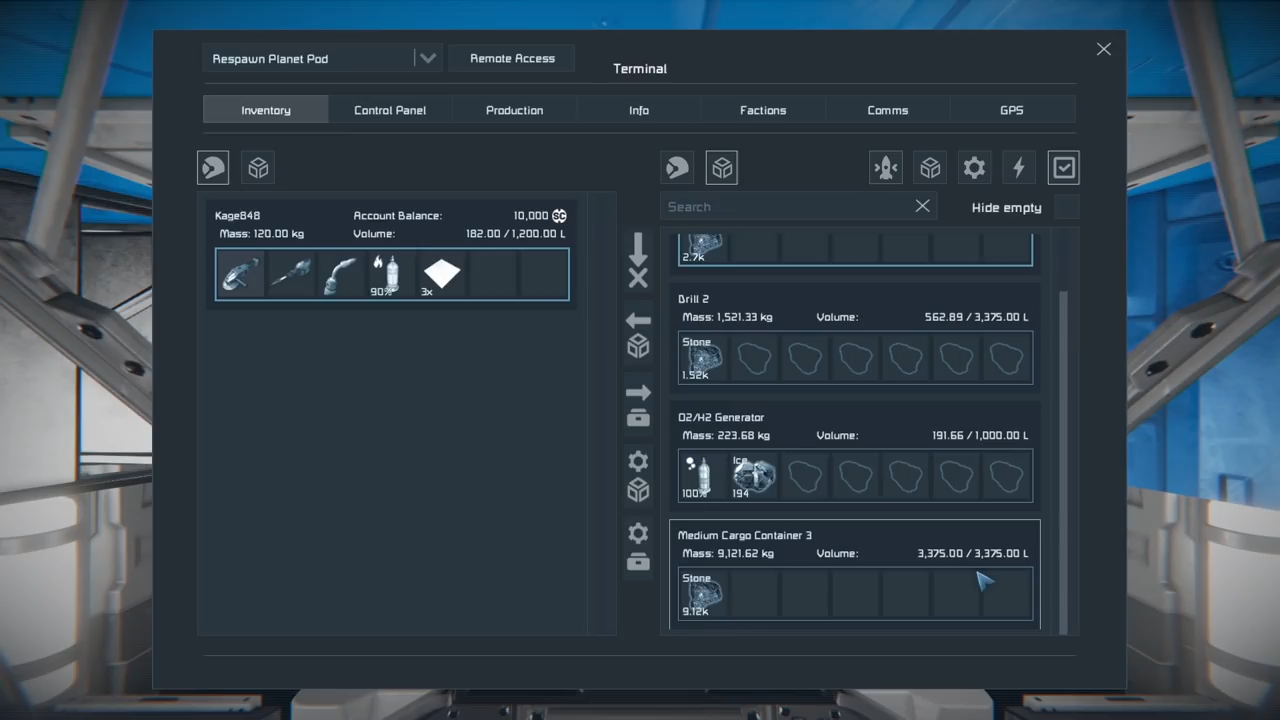 Respawn Planet Pod
Remote Access
Terminal
Inventory
Control Panel
Production
Info
Factions
Comms
GPS
Search
Hide empty
Kage848
Account Balance:
10,000 SC
Mass: 120.00 kg
Volume:
182.00 / 1,200.00 L
90%
3x
2.7k
Drill 2
Mass: 1,521.33 kg
Volume:
562.89 / 3,375.00 L
Stone
1.52k
O2/H2 Generator
Mass: 223.68 kg
Volume:
191.66 / 1,000.00 L
Ice
100%
194
Medium Cargo Container 3
Mass: 9,121.62 kg
Volume:
3,375.00 / 3,375.00 L
Stone
9.12k